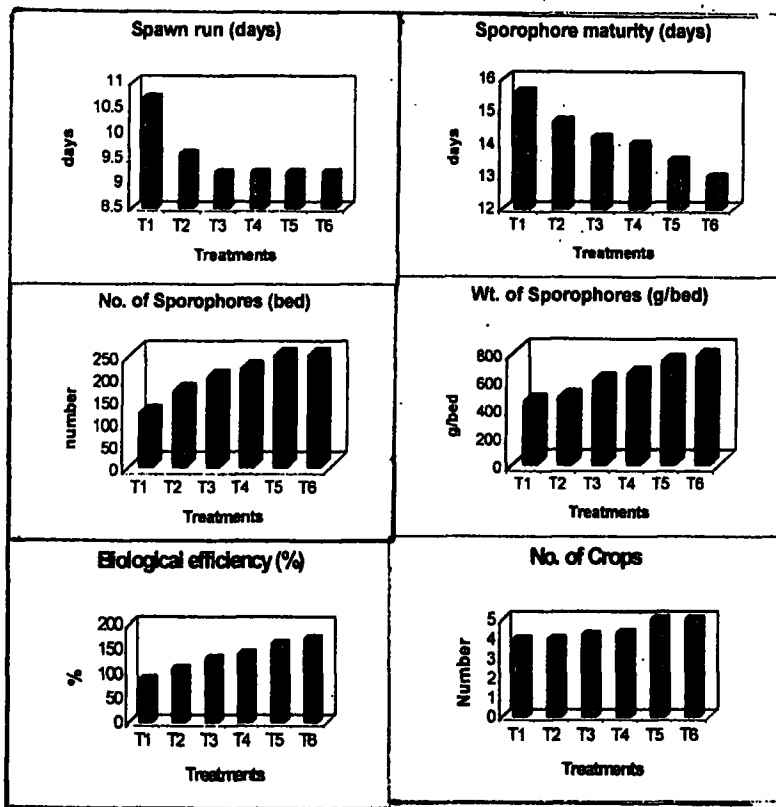 Spawn run (days)
11
10.5
10
9.5
9
8.5
days
T1 T2 T3 T4 T5 T6
Treatments
Sporophore maturity (days)
16
15
14
13
12
days
T1 T2 T3 T4 T5 T6
Treatments
No. of Sporophores (bed)
250
200
150
100
50
0
number
T1 T2 T3 T4 T5 T6
Treatments
Wt. of Sporophores (g/bed)
800
600
400
200
0
g/bed
T1 T2 T3 T4 T5 T6
Treatments
Biological efficiency (%)
200
150
100
50
0
%
T1 T2 T3 T4 T5 T6
Treatments
No. of Crops
5
4
3
2
1
0
Number
T1 T2 T3 T4 T5 T6
Treatments